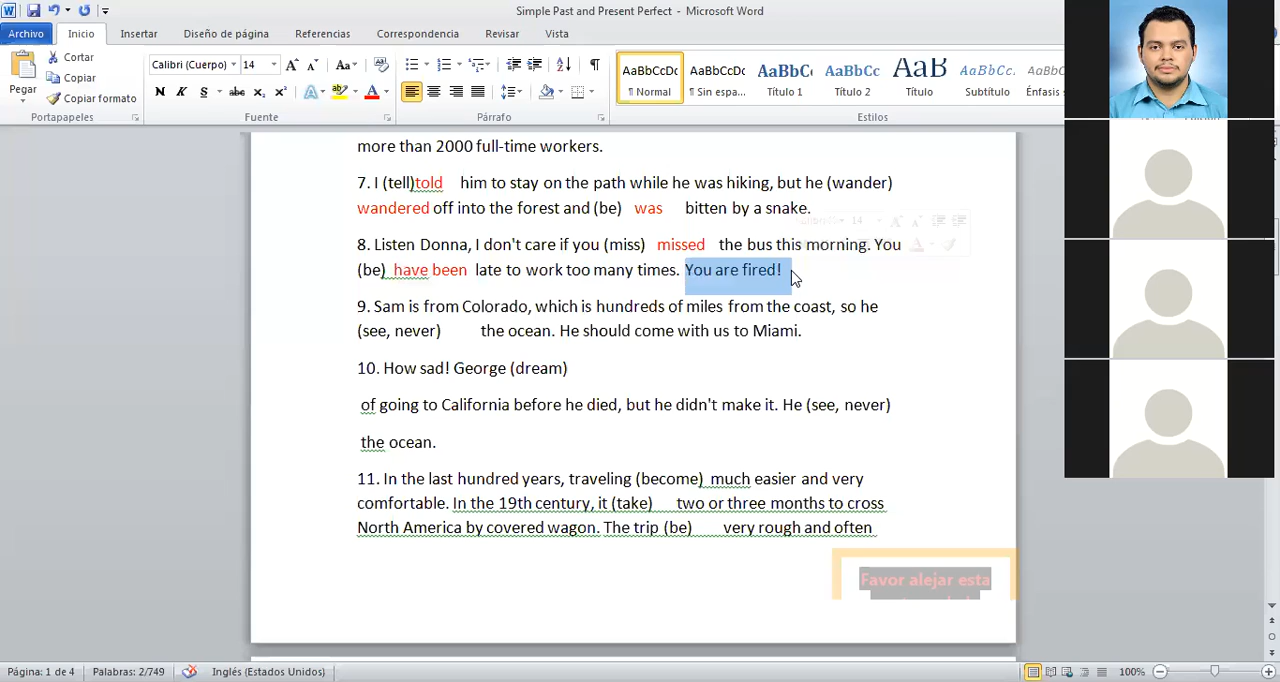 Simple Past and Present Perfect - Microsoft Word
Archivo Inicio Insertar Diseño de página Referencias Correspondencia Revisar Vista
Pegar
Cortar
Copiar
Copiar formato
Portapapeles
Calibri (Cuerpo) 14
N K S abc x₂ x²
Fuente
Párrafo
AaBbCcDc AaBbCcDc AaBbC AaBbCc AaB AaBbCc AaBbCc
¶ Normal ¶ Sin espa... Título 1 Título 2 Título Subtítulo Énfasis
Estilos
more than 2000 full-time workers.
7. I (tell)told him to stay on the path while he was hiking, but he (wander)
wandered off into the forest and (be) was bitten by a snake.
8. Listen Donna, I don't care if you (miss) missed the bus this morning. You
(be) have been late to work too many times. You are fired!
9. Sam is from Colorado, which is hundreds of miles from the coast, so he
(see, never) the ocean. He should come with us to Miami.
10. How sad! George (dream)
of going to California before he died, but he didn't make it. He (see, never)
the ocean.
11. In the last hundred years, traveling (become) much easier and very
comfortable. In the 19th century, it (take) two or three months to cross
North America by covered wagon. The trip (be) very rough and often
Favor alejar esta
Página: 1 de 4 Palabras: 2/749 Inglés (Estados Unidos) 100%